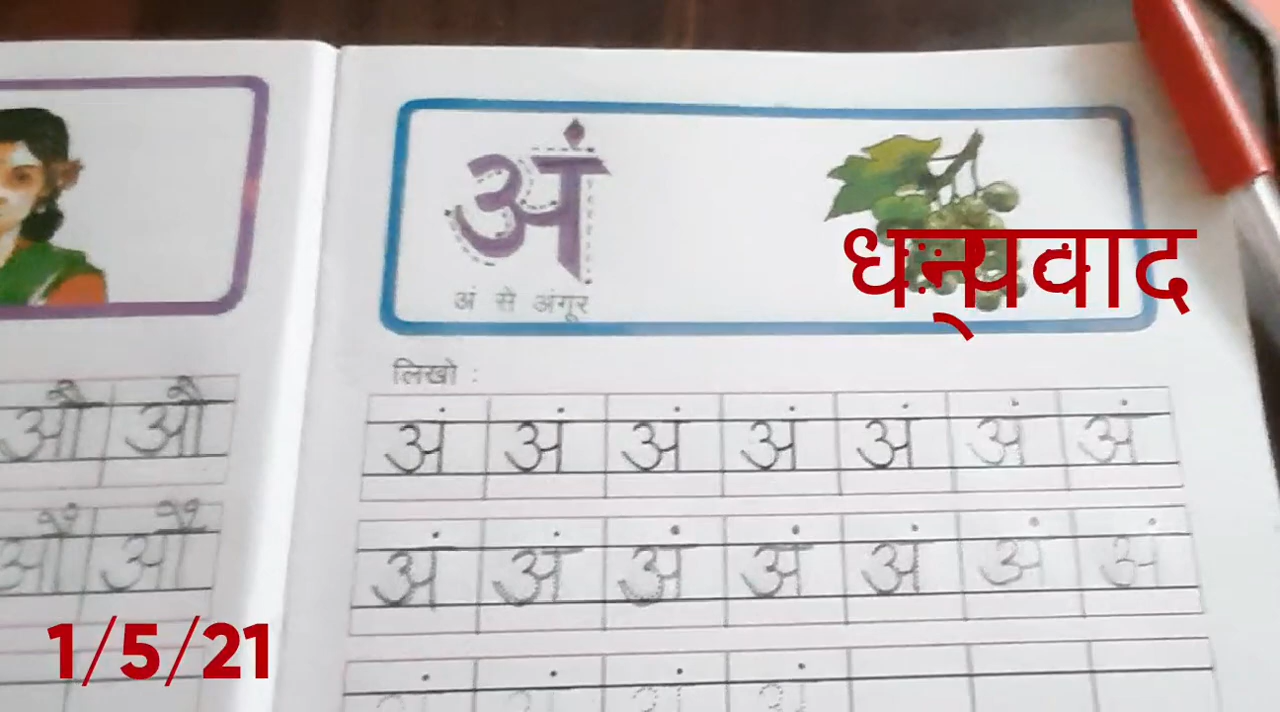 अं
अं से अंगूर
धन्यवाद
लिखो :
औ औ
अं अं अं अं अं अं अं
औ औ
अं अं अं अं अं अं अं
अं अं अं अं
1/5/21